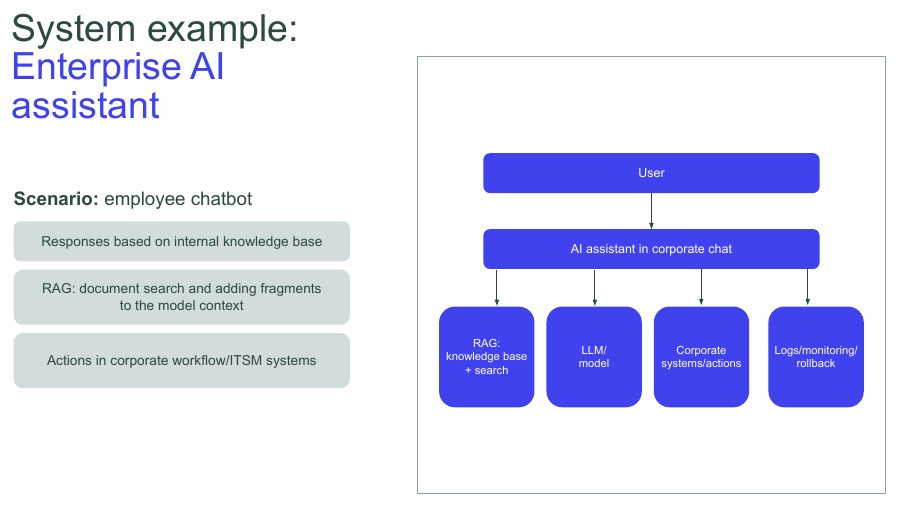 System example:
Enterprise AI
assistant
Scenario: employee chatbot
Responses based on internal knowledge base
RAG: document search and adding fragments
to the model context
Actions in corporate workflow/ITSM systems
User
AI assistant in corporate chat
RAG:
knowledge base
+ search
LLM/
model
Corporate
systems/actions
Logs/monitoring/
rollback